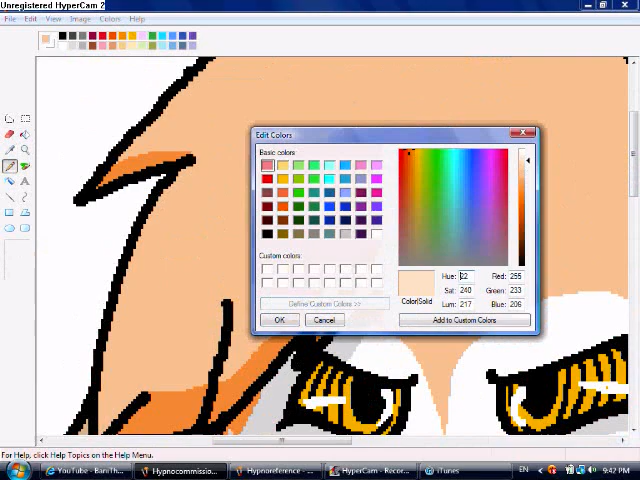 Unregistered HyperCam 2
File Edit View Image Colors Help
Edit Colors
Basic colors
Custom colors:
Define Custom Colors >>
OK Cancel
Color|Solid
Hue: 22 Red: 255
Sat: 240 Green: 233
Lum: 217 Blue: 206
Add to Custom Colors
For Help, click Help Topics on the Help Menu.
YouTube - BaniTh... Hypnocommissio... Hypnoreference - ... HyperCam - Recor... iTunes EN 9:42 PM